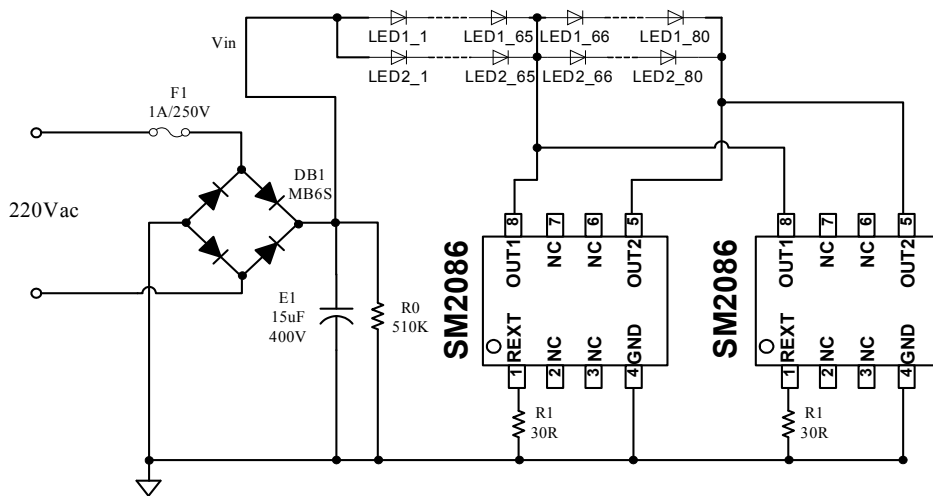 Vin
LED1_1
LED1_65
LED1_66
LED1_80
LED2_1
LED2_65
LED2_66
LED2_80
F1
1A/250V
DB1
MB6S
220Vac
E1
15uF
400V
R0
510K
SM2086
8
7
6
5
OUT1
NC
NC
OUT2
REXT
NC
NC
GND
1
2
3
4
R1
30R
SM2086
8
7
6
5
OUT1
NC
NC
OUT2
REXT
NC
NC
GND
1
2
3
4
R1
30R